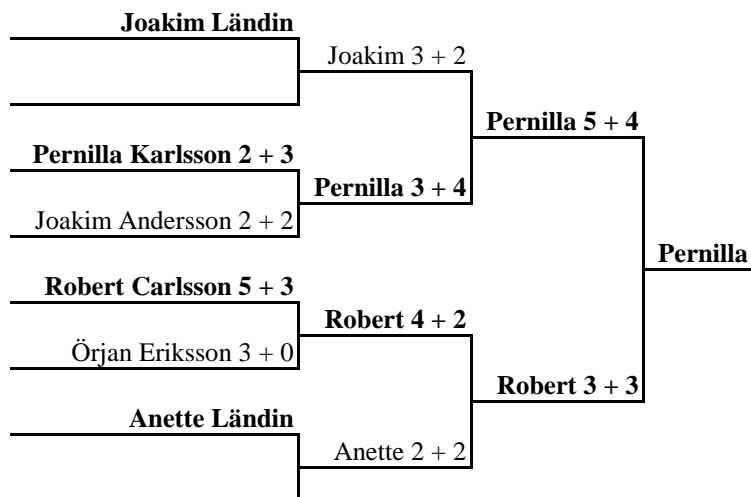 Joakim Ländin
Joakim 3 + 2
Pernilla 5 + 4
Pernilla Karlsson 2 + 3
Pernilla 3 + 4
Joakim Andersson 2 + 2
Pernilla
Robert Carlsson 5 + 3
Robert 4 + 2
Örjan Eriksson 3 + 0
Robert 3 + 3
Anette Ländin
Anette 2 + 2